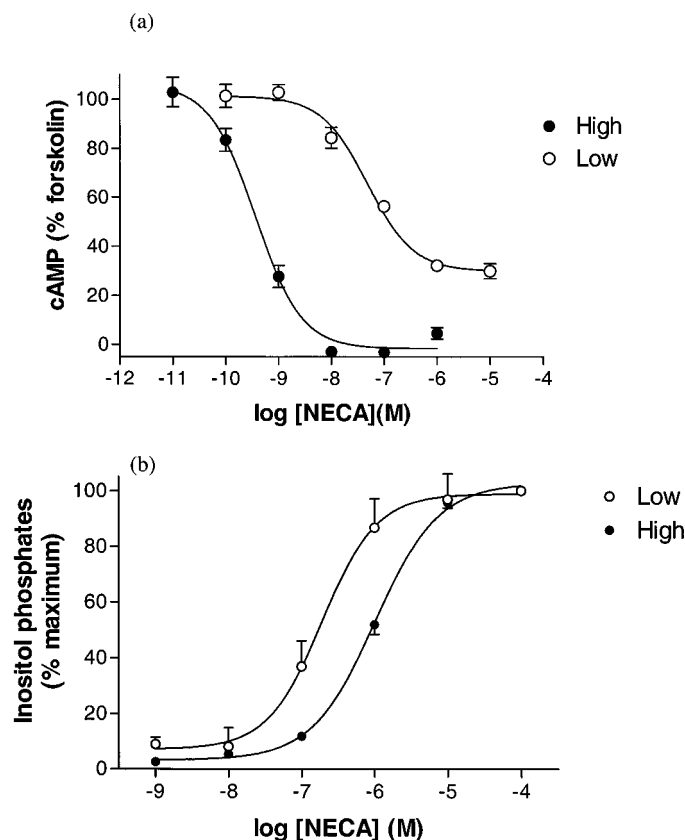 (a)
100
80
60
40
20
0
cAMP (% forskolin)
-12 -11 -10 -9 -8 -7 -6 -5 -4
log [NECA](M)
High
Low
(b)
100
80
60
40
20
0
Inositol phosphates
(% maximum)
-9 -8 -7 -6 -5 -4
log [NECA] (M)
Low
High